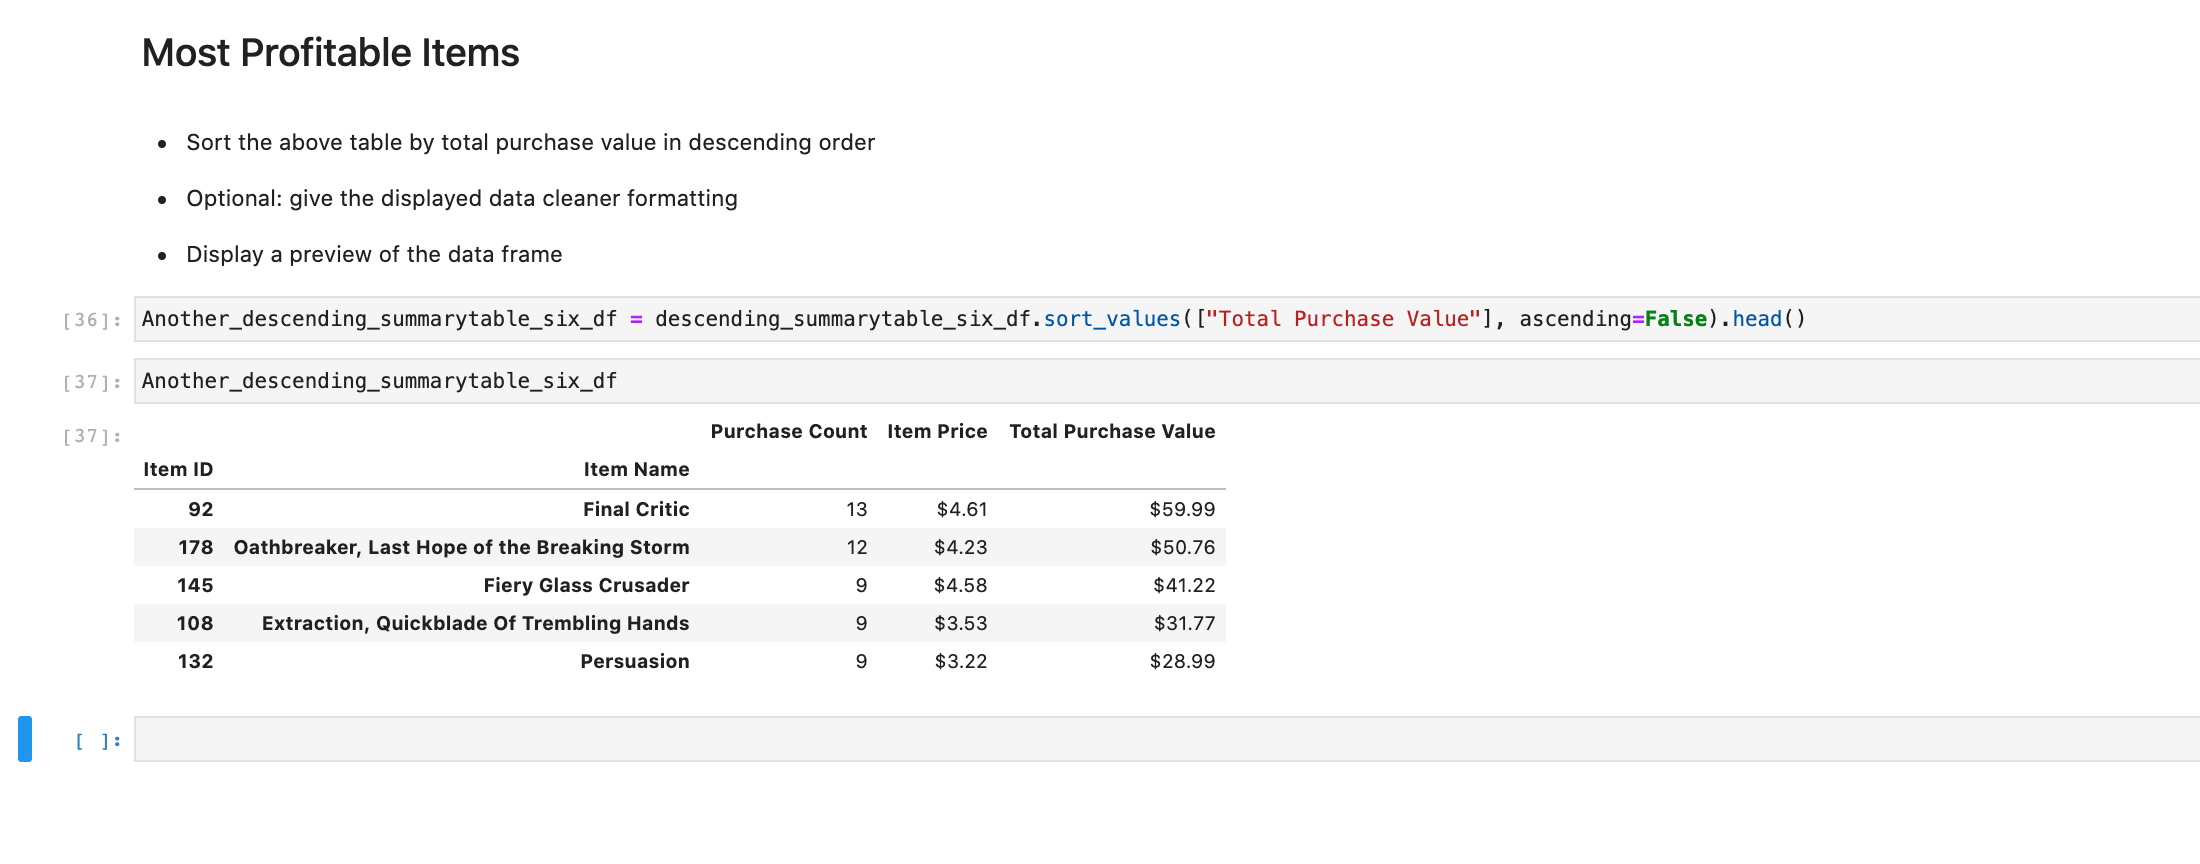 Most Profitable Items
• Sort the above table by total purchase value in descending order
• Optional: give the displayed data cleaner formatting
• Display a preview of the data frame
[36]: Another_descending_summarytable_six_df = descending_summarytable_six_df.sort_values(["Total Purchase Value"], ascending=False).head()
[37]: Another_descending_summarytable_six_df
[37]: Purchase Count Item Price Total Purchase Value
Item ID Item Name
92 Final Critic 13 $4.61 $59.99
178 Oathbreaker, Last Hope of the Breaking Storm 12 $4.23 $50.76
145 Fiery Glass Crusader 9 $4.58 $41.22
108 Extraction, Quickblade Of Trembling Hands 9 $3.53 $31.77
132 Persuasion 9 $3.22 $28.99
[ ]: